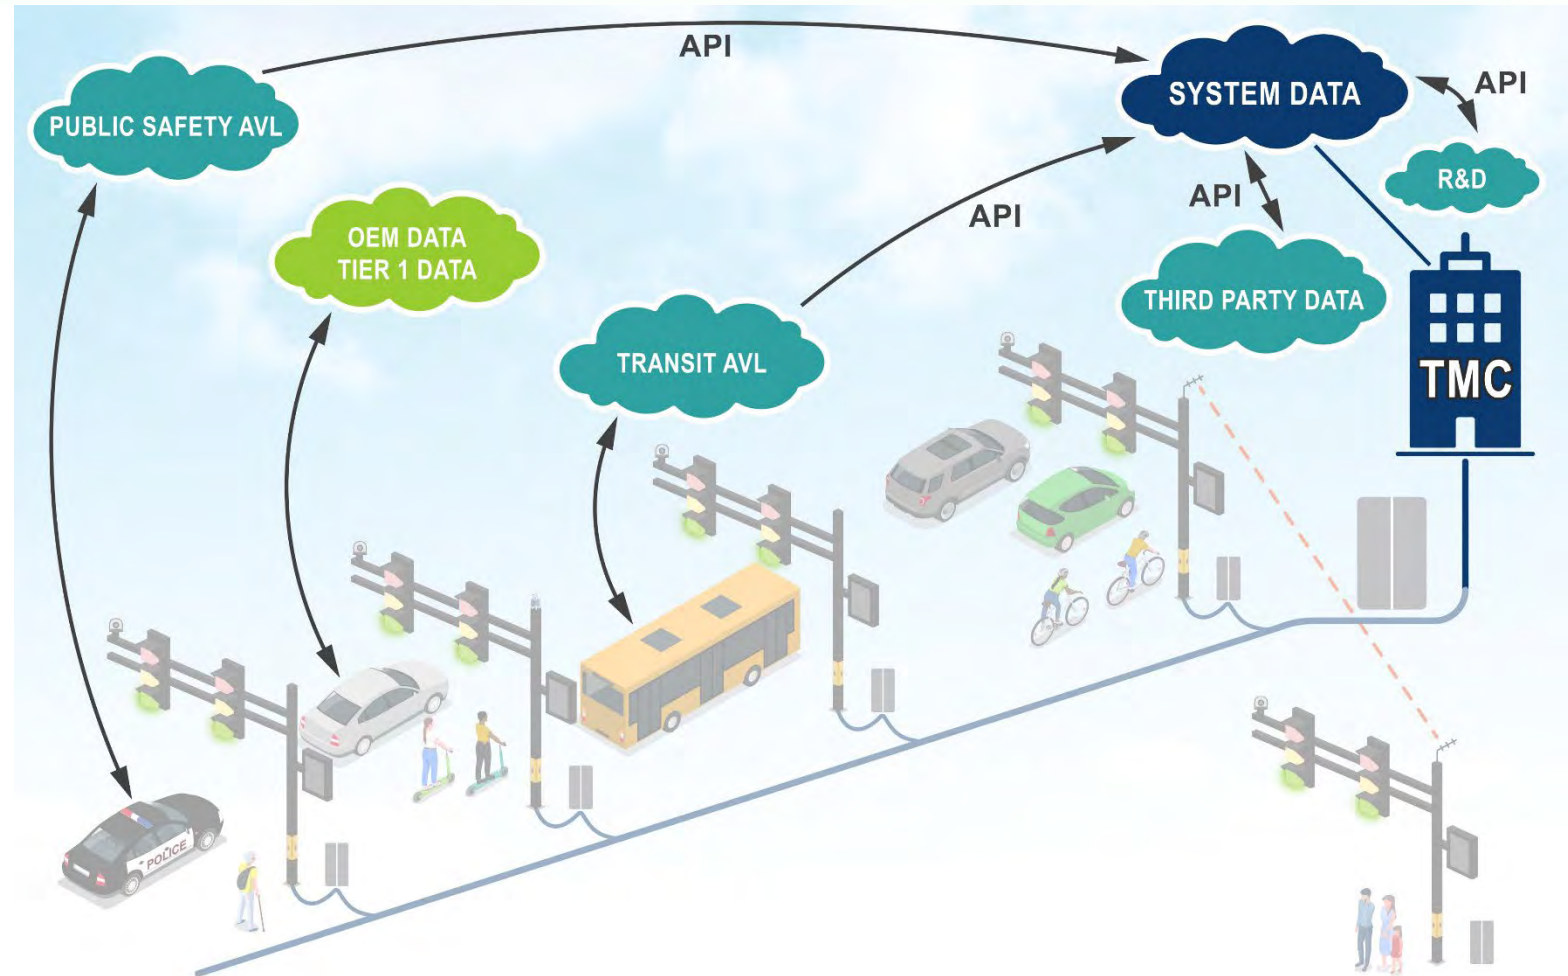 API
SYSTEM DATA
API
PUBLIC SAFETY AVL
R&D
API
API
OEM DATA
TIER 1 DATA
THIRD PARTY DATA
TRANSIT AVL
TMC
POLICE